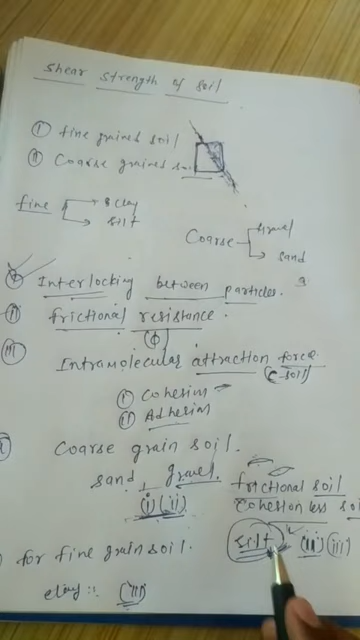 Shear Strength of Soil
(i) fine grained soil
(ii) Coarse grained
fine → clay
→ silt
Coarse gravel
sand
(i) Interlocking between particles.
(ii) frictional resistance.
(ϕ)
(iii) Intramolecular attraction force
(C-soil)
(i) Cohesion
(ii) Adhesion
Coarse grain soil.
sand, gravel
(i) (ii)
frictional soil
Cohesion less
silt (ii) (iii)
for fine grain soil.
clay :: (iii)